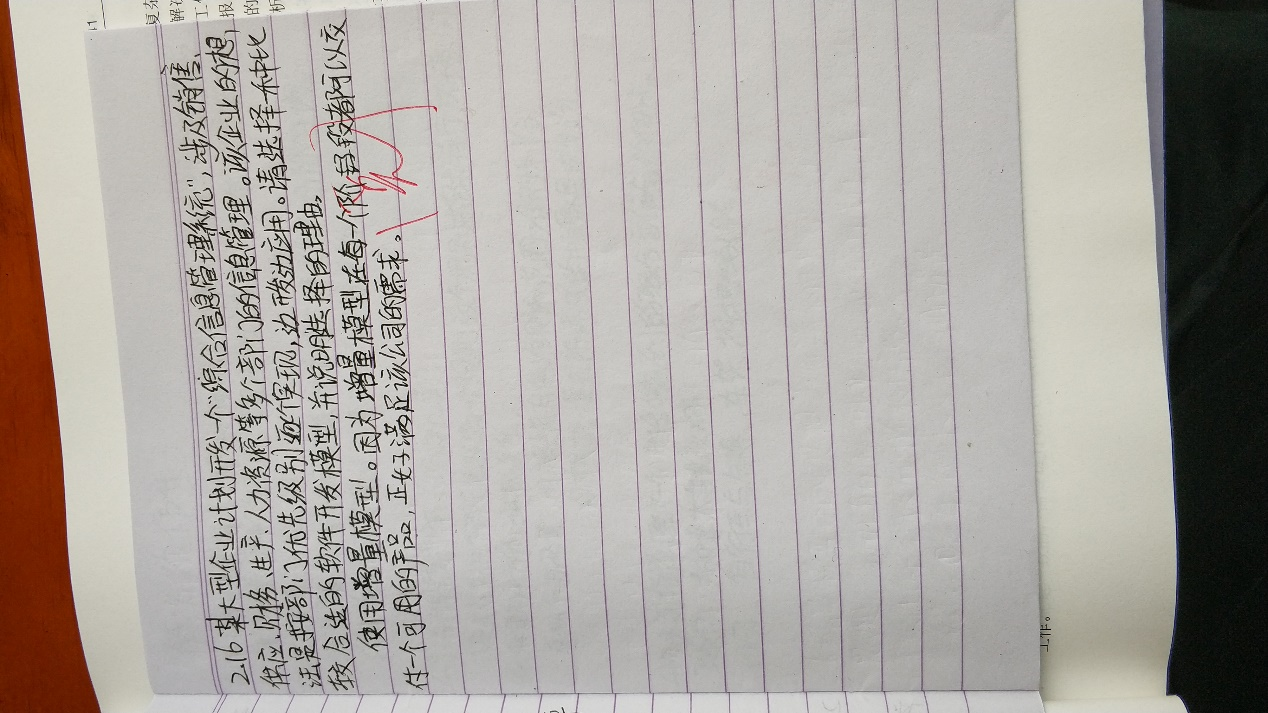 2.16 某大型企业计划开发一个"综合信息管理系统",涉及销售、
供应、财务、生产、人力资源等多个部门的信息管理。该企业的想
法是按部门优先级别逐个实现,边开发边应用。请选择一种比
较合适的软件开发模型,并说明选择的理由。
使用增量模型。因为增量模型在每一个阶段都可以交
付一个可用的产品,正好满足该公司的需求。
工作。